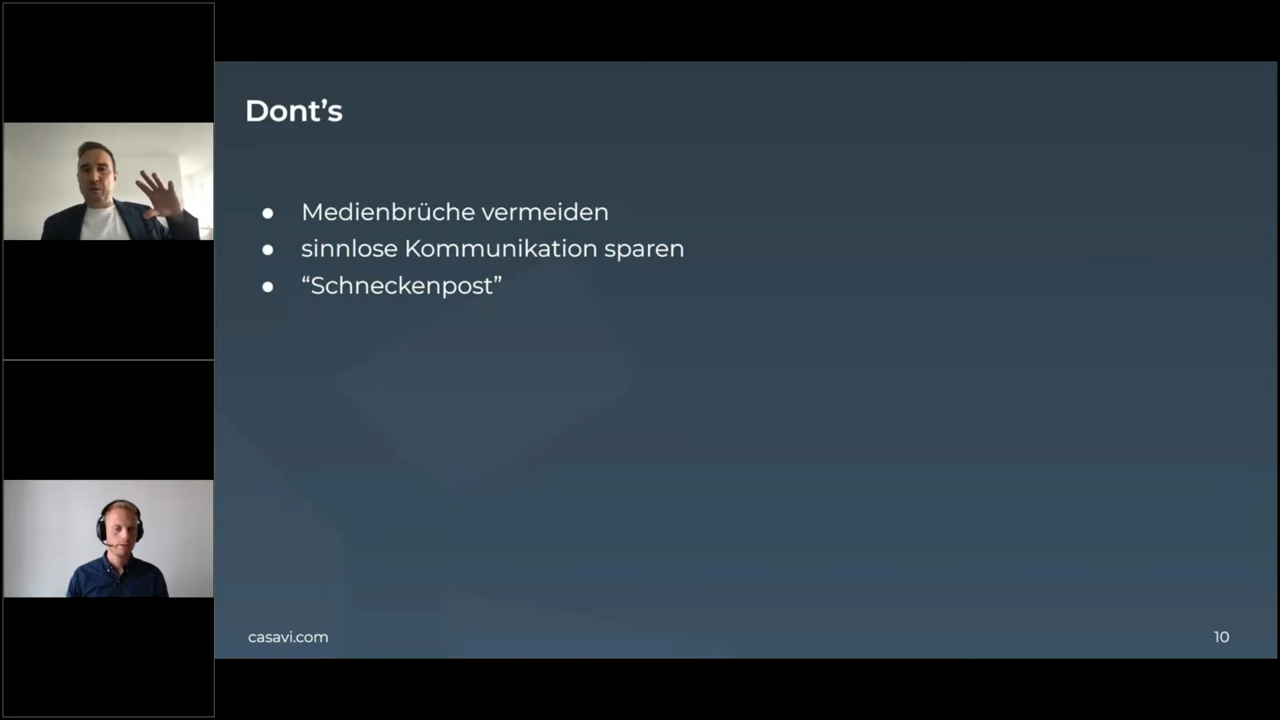 Dont’s
● Medienbrüche vermeiden
● sinnlose Kommunikation sparen
● “Schneckenpost”
casavi.com
10